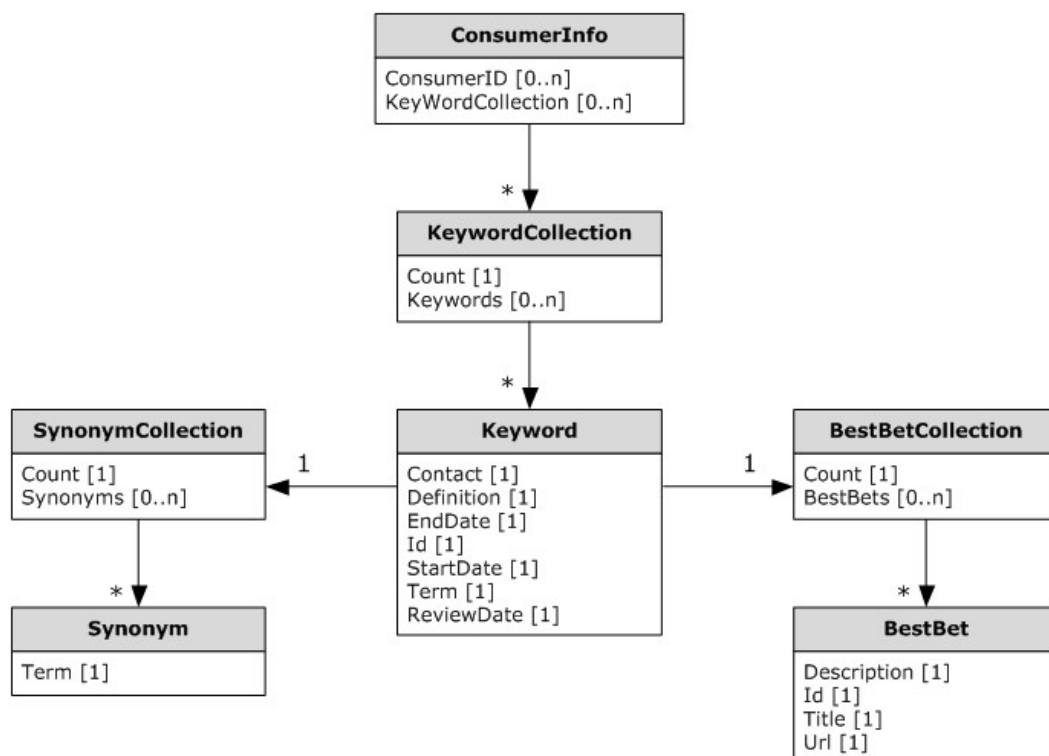 ConsumerInfo
ConsumerID [0..n]
KeyWordCollection [0..n]
*
KeywordCollection
Count [1]
Keywords [0..n]
*
SynonymCollection
Count [1]
Synonyms [0..n]
1
Keyword
Contact [1]
Definition [1]
EndDate [1]
Id [1]
StartDate [1]
Term [1]
ReviewDate [1]
1
BestBetCollection
Count [1]
BestBets [0..n]
*
Synonym
Term [1]
*
BestBet
Description [1]
Id [1]
Title [1]
Url [1]